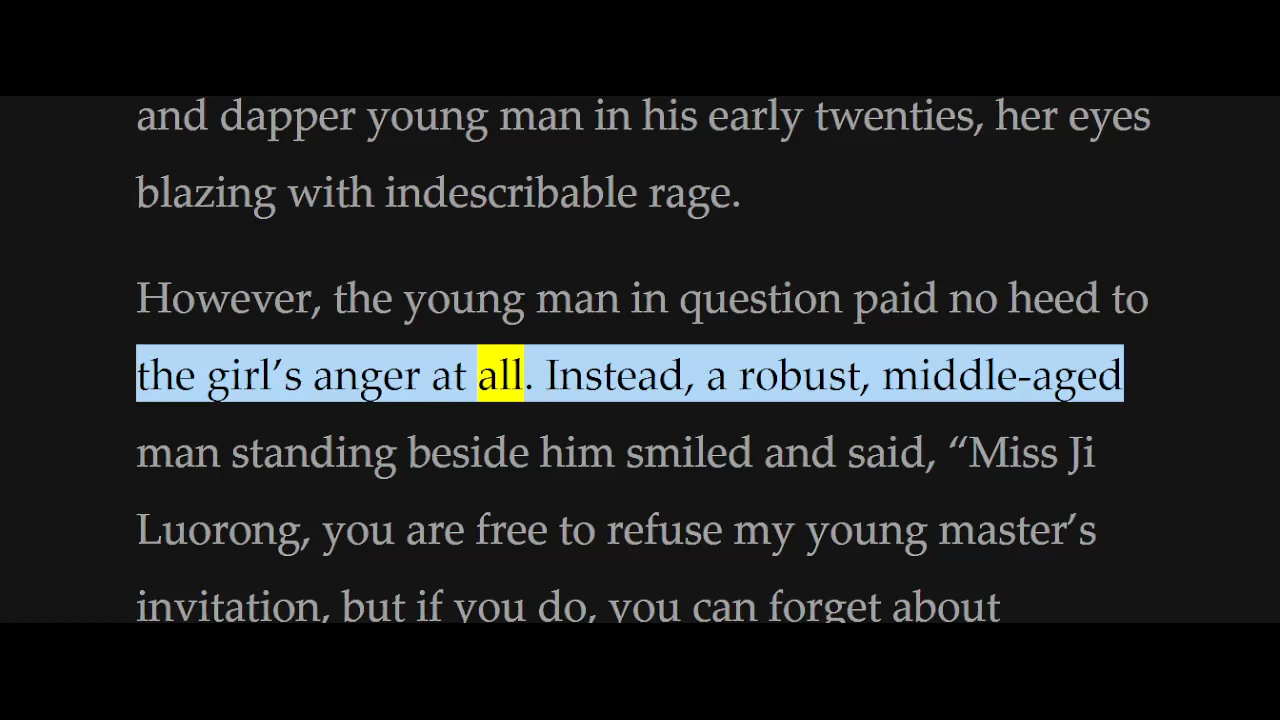 and dapper young man in his early twenties, her eyes
blazing with indescribable rage.
However, the young man in question paid no heed to
the girl’s anger at all. Instead, a robust, middle-aged
man standing beside him smiled and said, “Miss Ji
Luorong, you are free to refuse my young master’s
invitation, but if you do, you can forget about